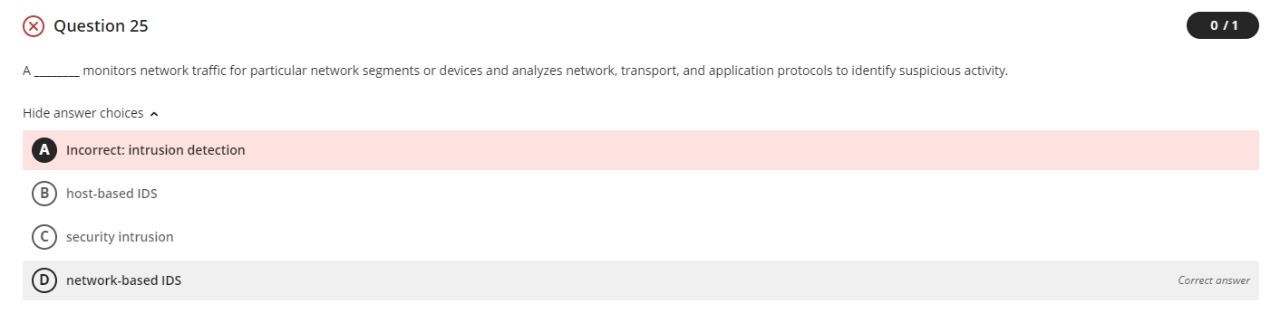 Question 25
0 / 1
A ________ monitors network traffic for particular network segments or devices and analyzes network, transport, and application protocols to identify suspicious activity.
Hide answer choices
A Incorrect: intrusion detection
B host-based IDS
C security intrusion
D network-based IDS Correct answer